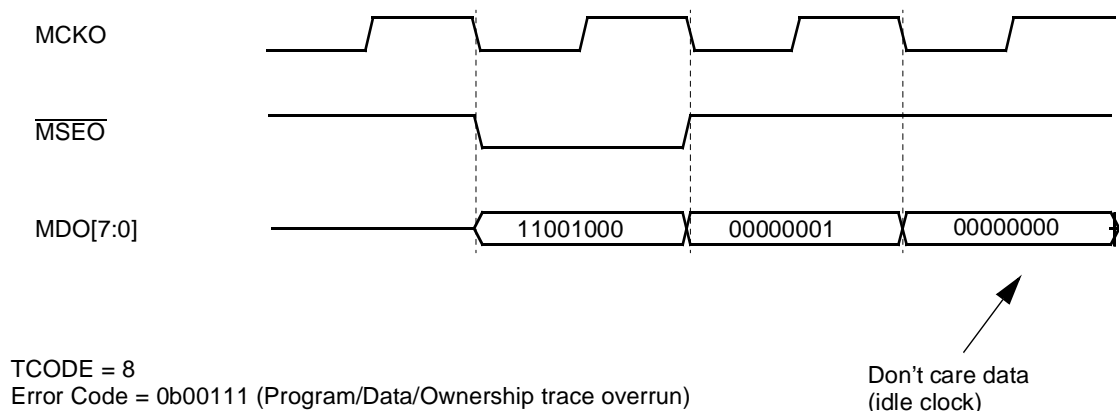 MCKO
MSEO
MDO[7:0]
11001000
00000001
00000000
TCODE = 8
Error Code = 0b00111 (Program/Data/Ownership trace overrun)
Don't care data
(idle clock)